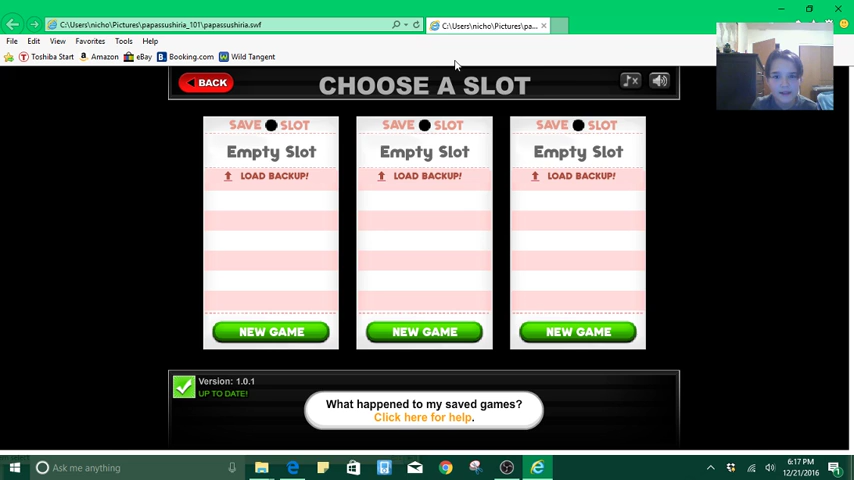 C:\Users\nicho\Pictures\papassushiria_101\papassushiria.swf
C:\Users\nicho\Pictures\pa...
File Edit View Favorites Tools Help
Toshiba Start Amazon eBay Booking.com Wild Tangent
BACK
CHOOSE A SLOT
SAVE SLOT SAVE SLOT SAVE SLOT
Empty Slot Empty Slot Empty Slot
LOAD BACKUP! LOAD BACKUP! LOAD BACKUP!
NEW GAME NEW GAME NEW GAME
Version: 1.0.1
UP TO DATE!
What happened to my saved games?
Click here for help.
Ask me anything
6:17 PM
12/21/2016